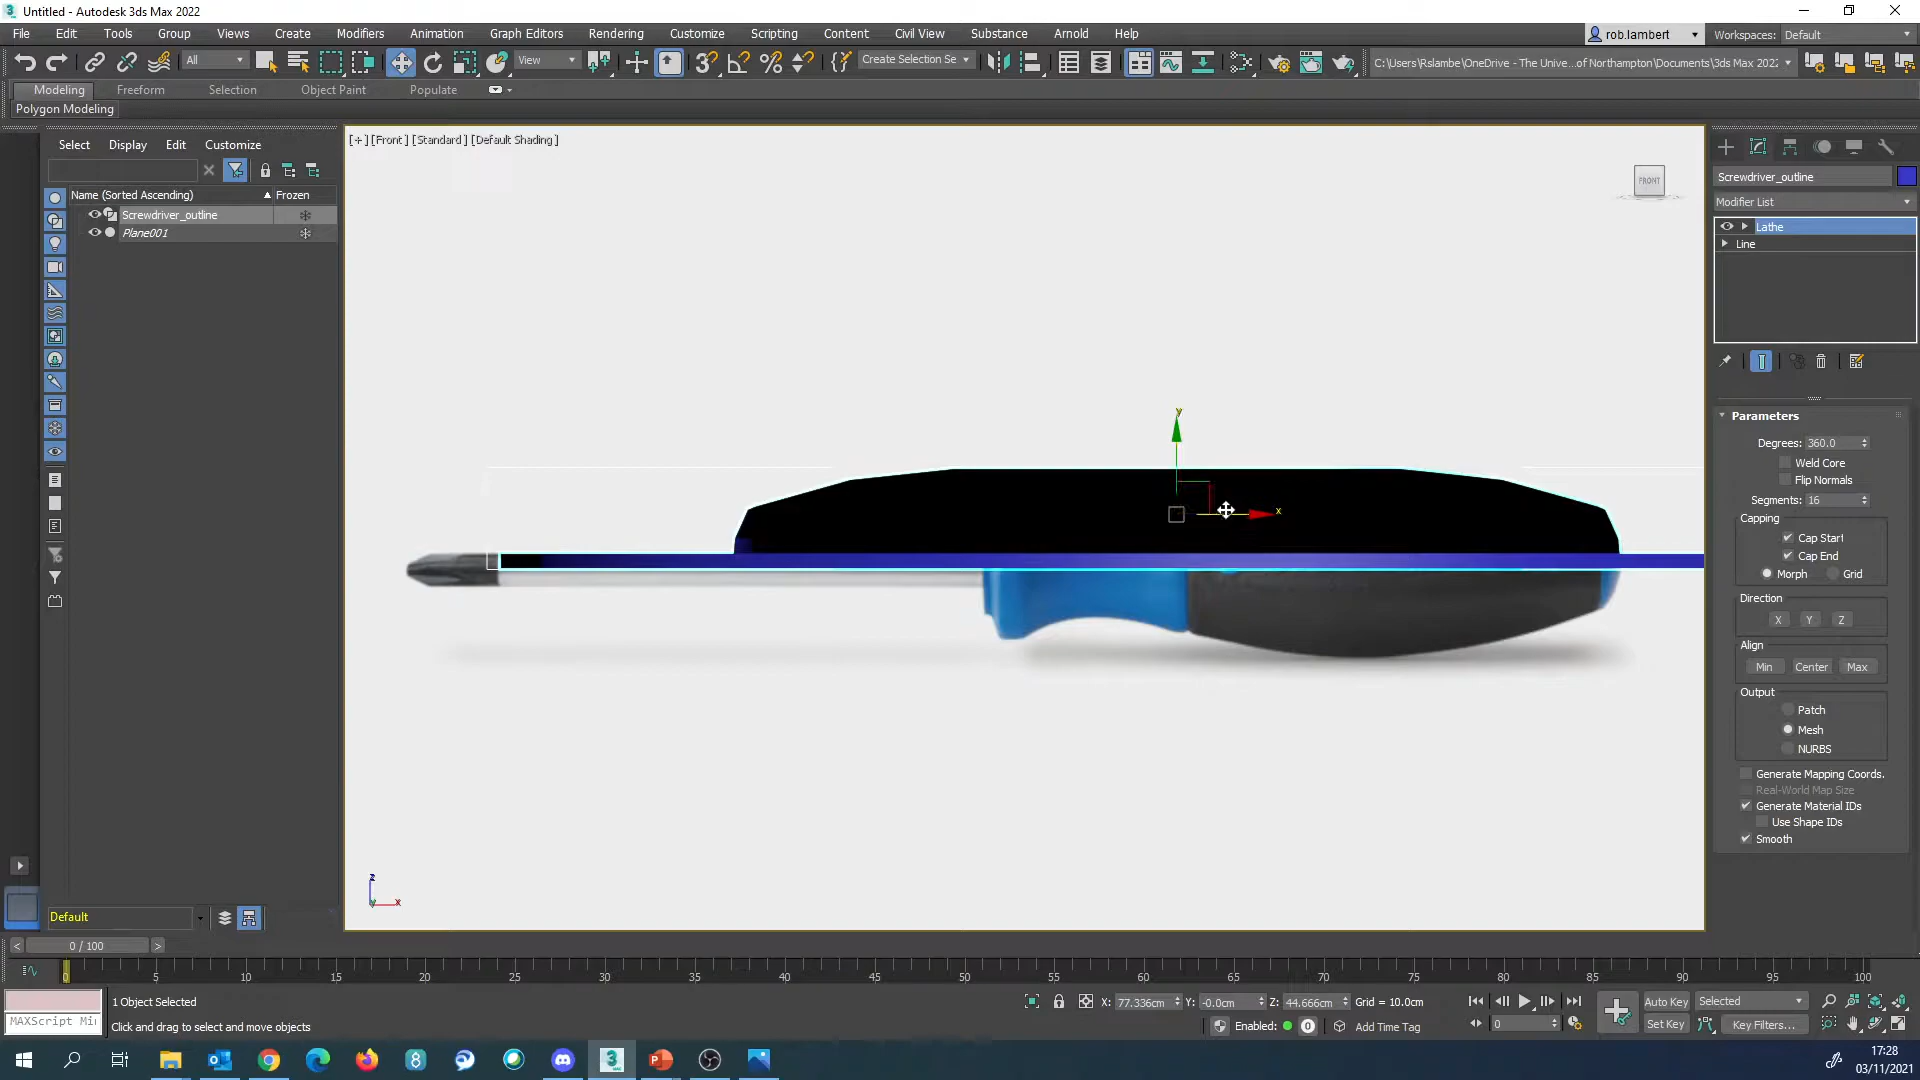 Untitled - Autodesk 3ds Max 2022
File Edit Tools Group Views Create Modifiers Animation Graph Editors Rendering Customize Scripting Content Civil View Substance Arnold Help
rob.lambert Workspaces: Default
All View Create Selection Se C:\Users\Rslambe\OneDrive - The Unive...of Northampton\Documents\3ds Max 2022
Modeling Freeform Selection Object Paint Populate
Polygon Modeling
Select Display Edit Customize
[+] [Front] [Standard] [Default Shading]
FRONT
Name (Sorted Ascending) Frozen
Screwdriver_outline
Plane001
Screwdriver_outline
Modifier List
Lathe
Line
Parameters
Degrees: 360.0
Weld Core
Flip Normals
Segments: 16
Capping
Cap Start
Cap End
Morph Grid
Direction
X Y Z
Align
Min Center Max
Output
Patch
Mesh
NURBS
Generate Mapping Coords.
Real-World Map Size
Generate Material IDs
Use Shape IDs
Smooth
y
x
z
x
Default
< 0 / 100 >
0 5 10 15 20 25 30 35 40 45 50 55 60 65 70 75 80 85 90 95 100
1 Object Selected
MAXScript Mi
Click and drag to select and move objects
X: 77.336cm Y: -0.0cm Z: 44.666cm Grid = 10.0cm
Enabled: 0 Add Time Tag
0
Auto Key Selected
Set Key Key Filters...
17:28
03/11/2021